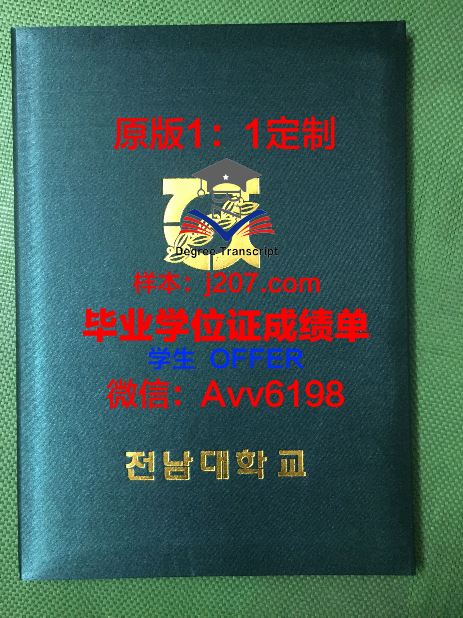 原版1：1定制
Degree Transcript
样本：j207.com
毕业学位证成绩单
学生 OFFER
微信：Avv6198
전남대학교